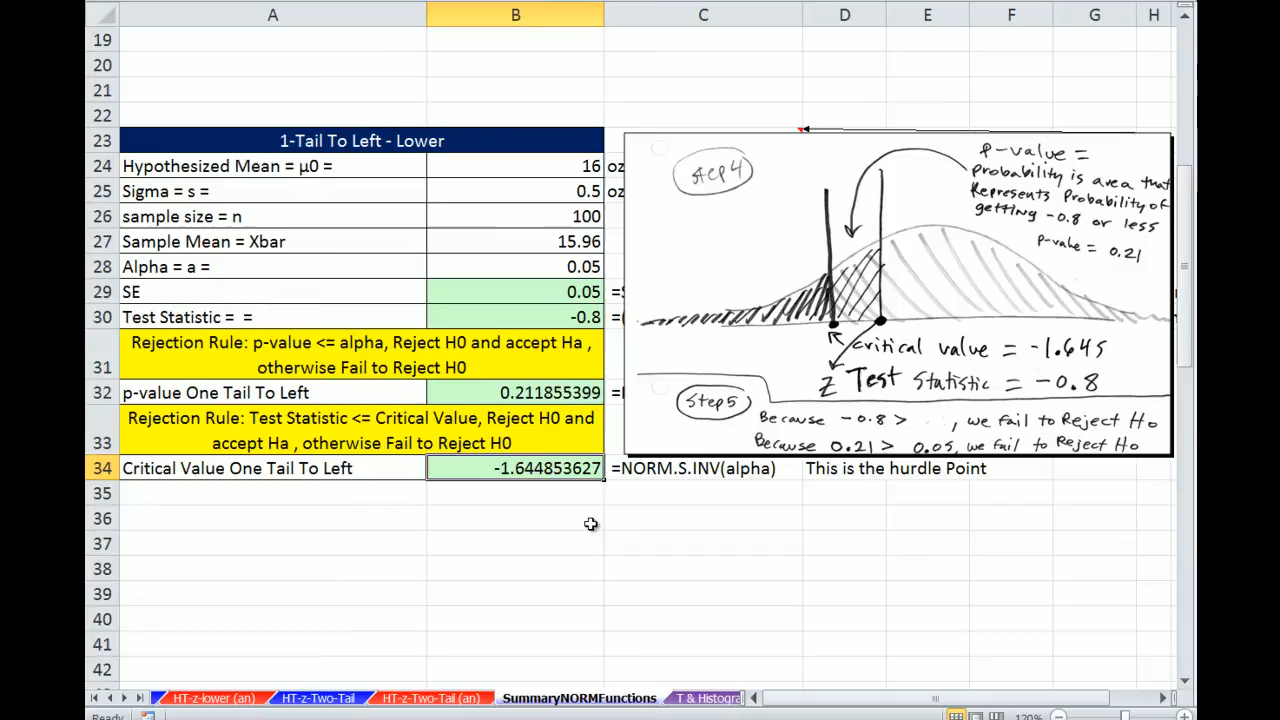 A B C D E F G H
19
20
21
22
23 1-Tail To Left - Lower
24 Hypothesized Mean = µ0 = 16 oz
25 Sigma = s = 0.5 oz
26 sample size = n 100
27 Sample Mean = Xbar 15.96
28 Alpha = a = 0.05
29 SE 0.05
30 Test Statistic = = -0.8 =(
Rejection Rule: p-value <= alpha, Reject H0 and accept Ha ,
31 otherwise Fail to Reject H0
32 p-value One Tail To Left 0.211855399
Rejection Rule: Test Statistic <= Critical Value, Reject H0 and
33 accept Ha , otherwise Fail to Reject H0
34 Critical Value One Tail To Left -1.644853627 =NORM.S.INV(alpha) This is the hurdle Point
35
36
37
38
39
40
41
42
Step 4
p-value =
Probability is area that
Represents Probability of
getting -0.8 or less
p-value = 0.21
critical value = -1.645
Z Test Statistic = -0.8
Step 5
Because -0.8 > , we fail to Reject Ho
Because 0.21 > 0.05, we fail to Reject Ho
HT-z-lower (an) HT-z-Two-Tail HT-z-Two-Tail (an) SummaryNORMFunctions T & Histogra
Ready 120%